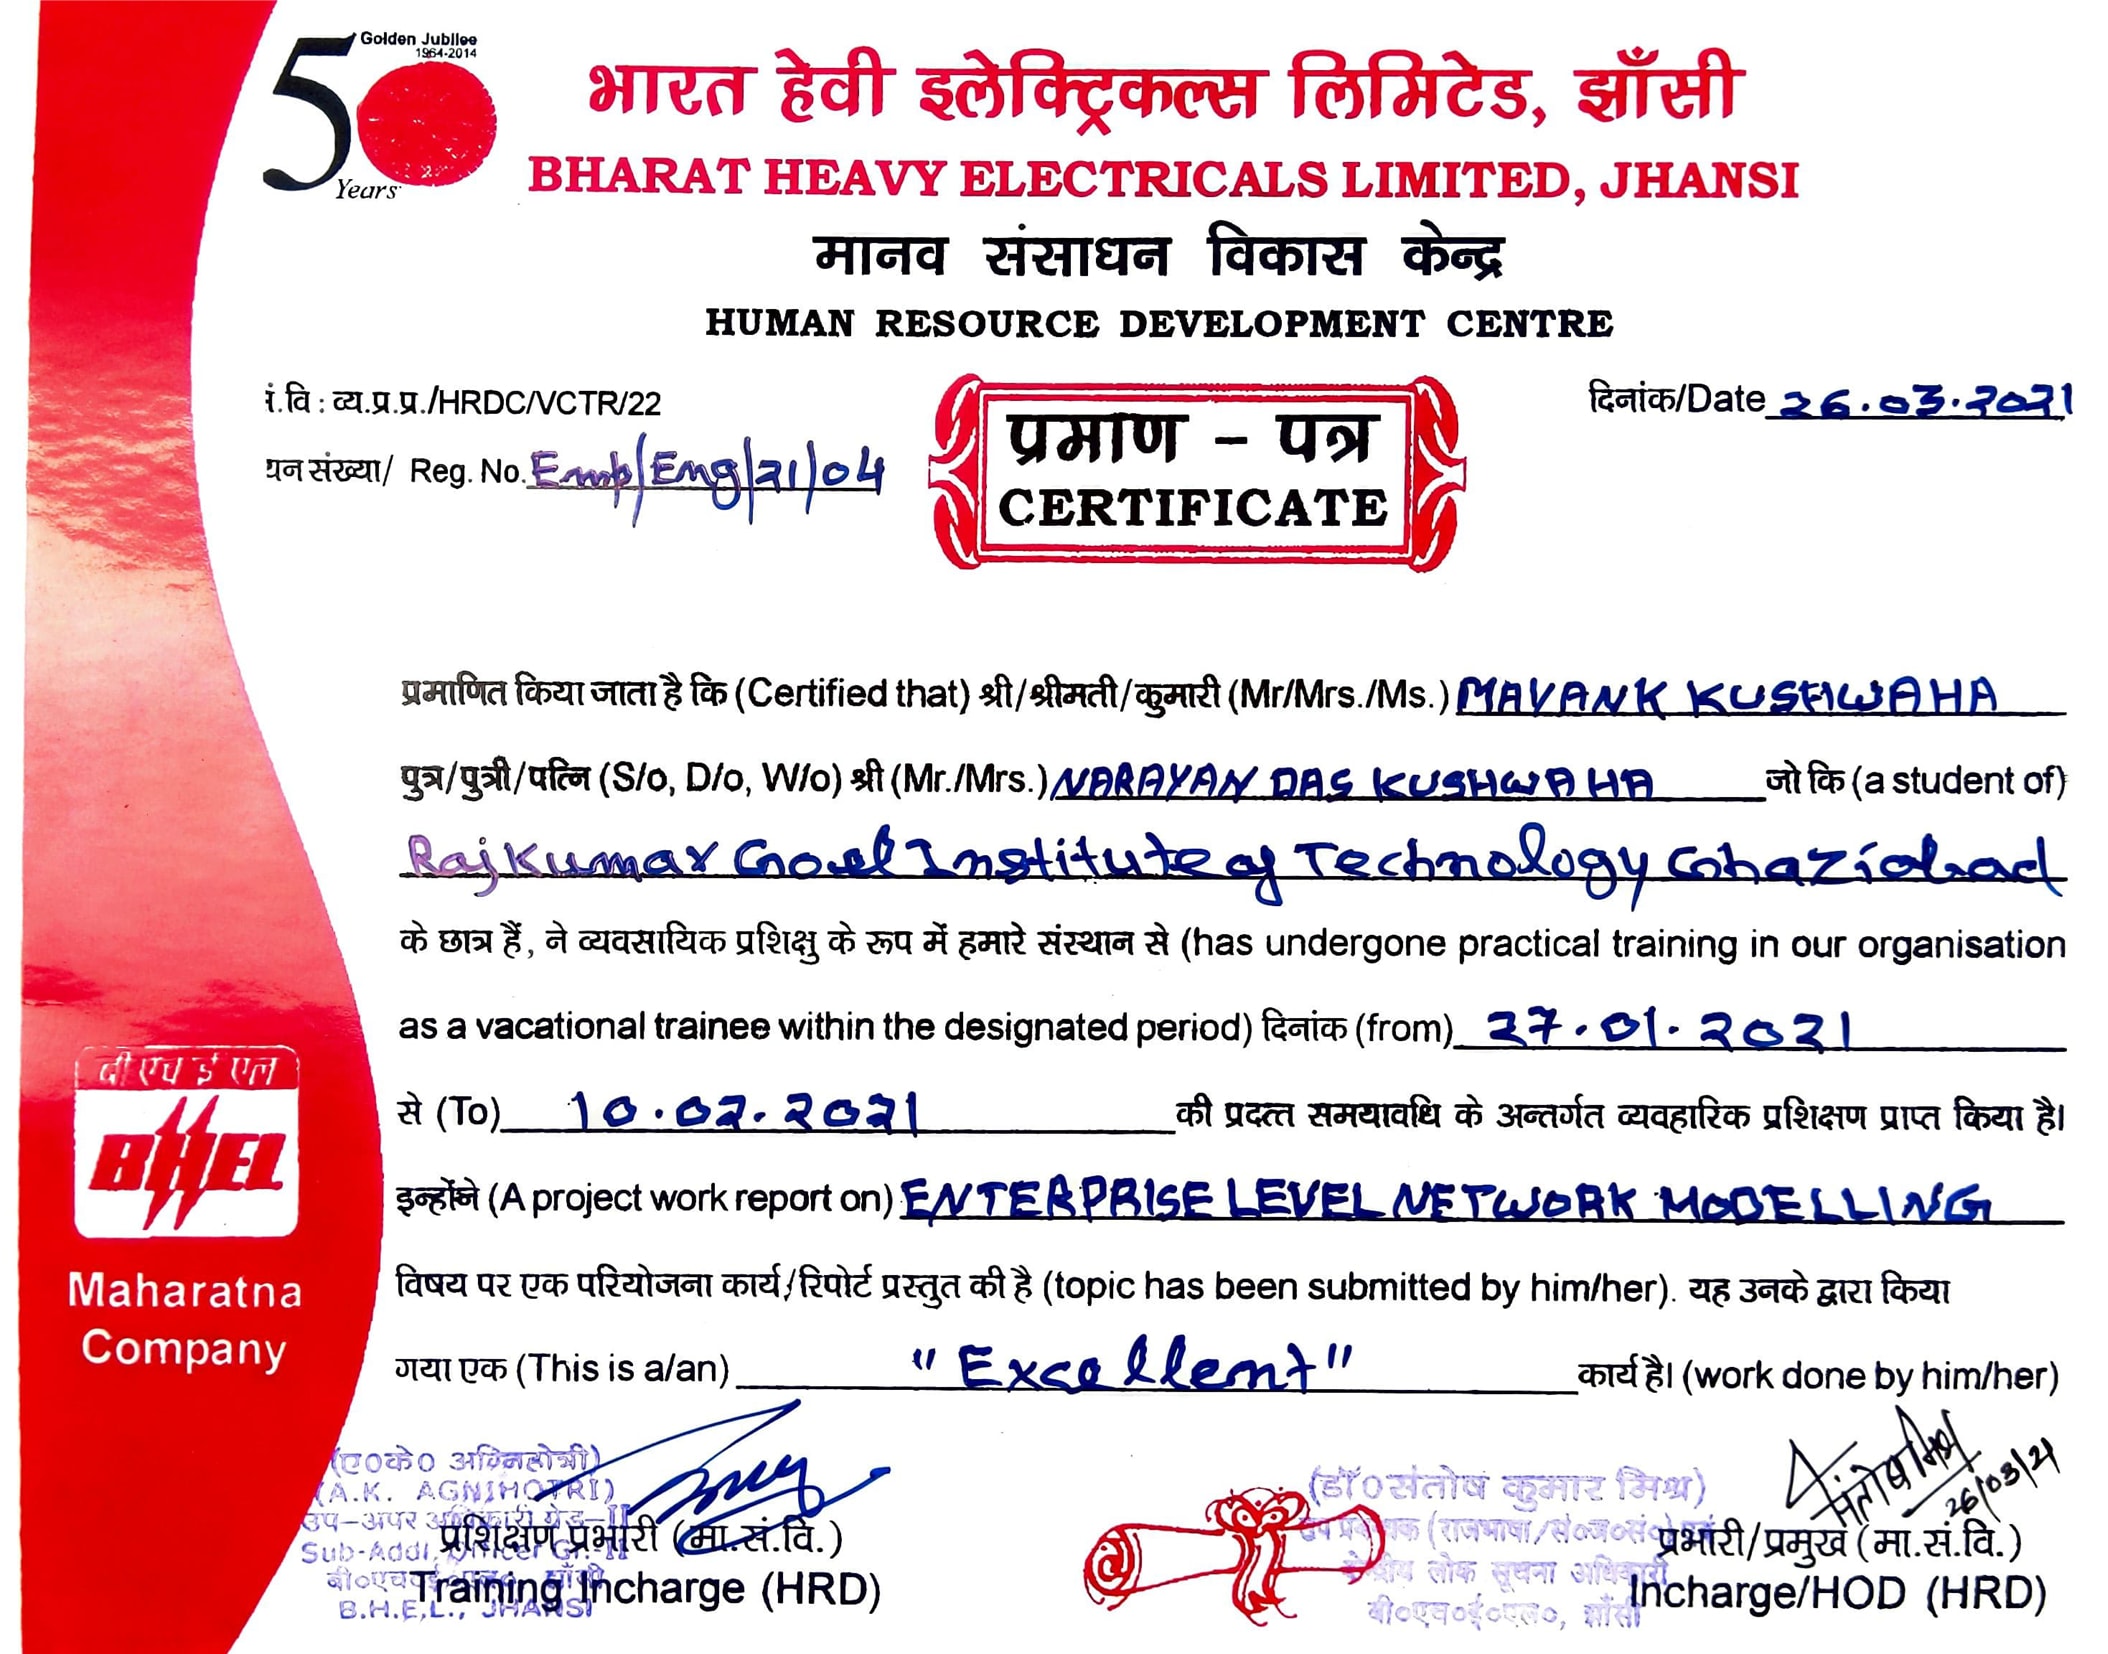 50 Golden Jubilee
1964-2014
Years
भारत हेवी इलेक्ट्रिकल्स लिमिटेड, झाँसी
BHARAT HEAVY ELECTRICALS LIMITED, JHANSI
मानव संसाधन विकास केन्द्र
HUMAN RESOURCE DEVELOPMENT CENTRE
सं.वि : व्य.प्र.प्र./HRDC/VCTR/22
दिनांक/Date 26.03.2021
यन संख्या/ Reg. No. Emp/Eng/21/04
प्रमाण - पत्र
CERTIFICATE
प्रमाणित किया जाता है कि (Certified that) श्री/श्रीमती/कुमारी (Mr/Mrs./Ms.) MAYANK KUSHWAHA
पुत्र/पुत्री/पत्नि (S/o, D/o, W/o) श्री (Mr./Mrs.) NARAYAN DAS KUSHWAHA जो कि (a student of)
Rajkumar Goel Institute of Technology Ghaziabad
के छात्र हैं, ने व्यवसायिक प्रशिक्षु के रूप में हमारे संस्थान से (has undergone practical training in our organisation
as a vacational trainee within the designated period) दिनांक (from) 27.01.2021
से (To) 10.02.2021 की प्रदत्त समयावधि के अन्तर्गत व्यवहारिक प्रशिक्षण प्राप्त किया है।
इन्होंने (A project work report on) ENTERPRISE LEVEL NETWORK MODELLING
विषय पर एक परियोजना कार्य/रिपोर्ट प्रस्तुत की है (topic has been submitted by him/her). यह उनके द्वारा किया
गया एक (This is a/an) "Excellent" कार्य है। (work done by him/her)
बी एच ई एल
BHEL
Maharatna
Company
(ए०के० अग्निहोत्री)
(A.K. AGNIHOTRI)
उप-अपर अधिकारी ग्रेड-II
Sub-Addl. Officer Gr.-II
बी०एच०ई०एल०, झाँसी
B.H.E.L., JHANSI
प्रशिक्षण प्रभारी (मा.सं.वि.)
Training Incharge (HRD)
(डॉ०संतोष कुमार मिश्र)
उप प्रबन्धक (राजभाषा/से०ज०सं०)
केन्द्रीय लोक सूचना अधिकारी
बी०एच०ई०एल०, झाँसी
संतोष मिश्र
26/03/21
प्रभारी/प्रमुख (मा.सं.वि.)
Incharge/HOD (HRD)